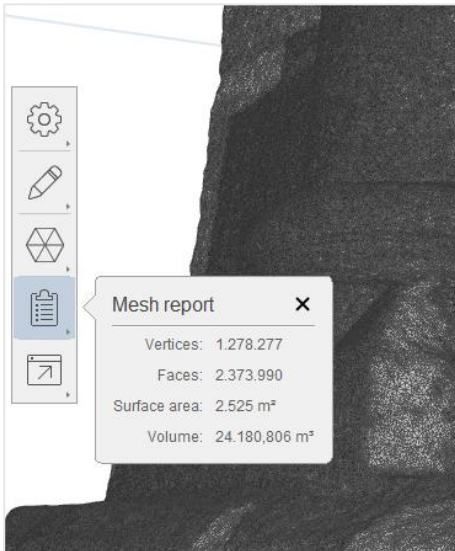 Mesh report
Vertices: 1.278.277
Faces: 2.373.990
Surface area: 2.525 m²
Volume: 24.180,806 m³